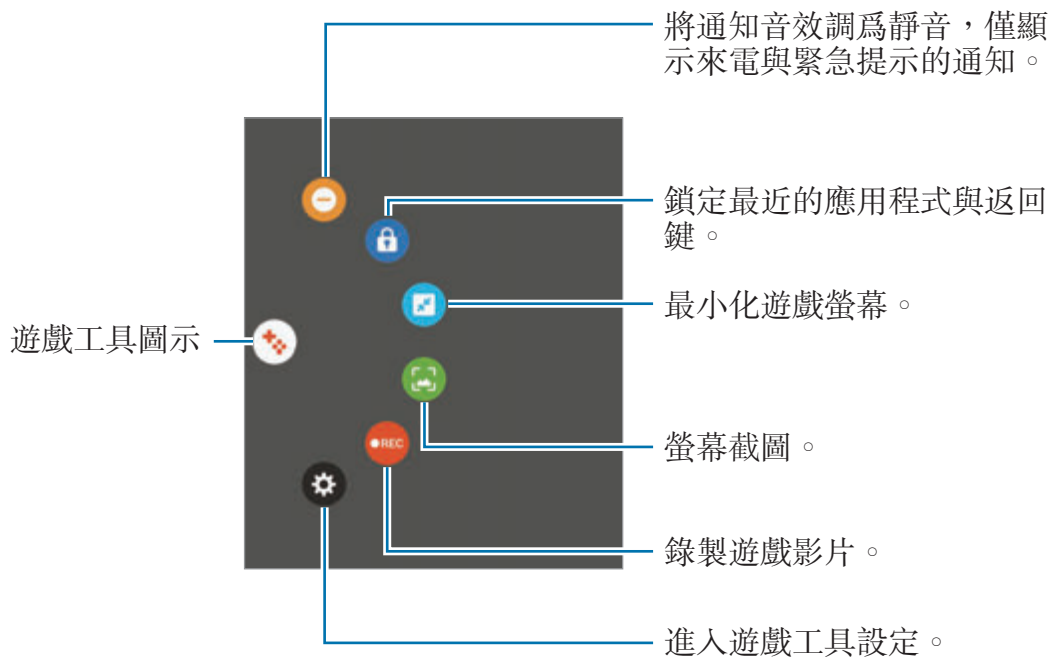 將通知音效調爲靜音，僅顯
示來電與緊急提示的通知。
鎖定最近的應用程式與返回
鍵。
最小化遊戲螢幕。
遊戲工具圖示
螢幕截圖。
REC
錄製遊戲影片。
進入遊戲工具設定。